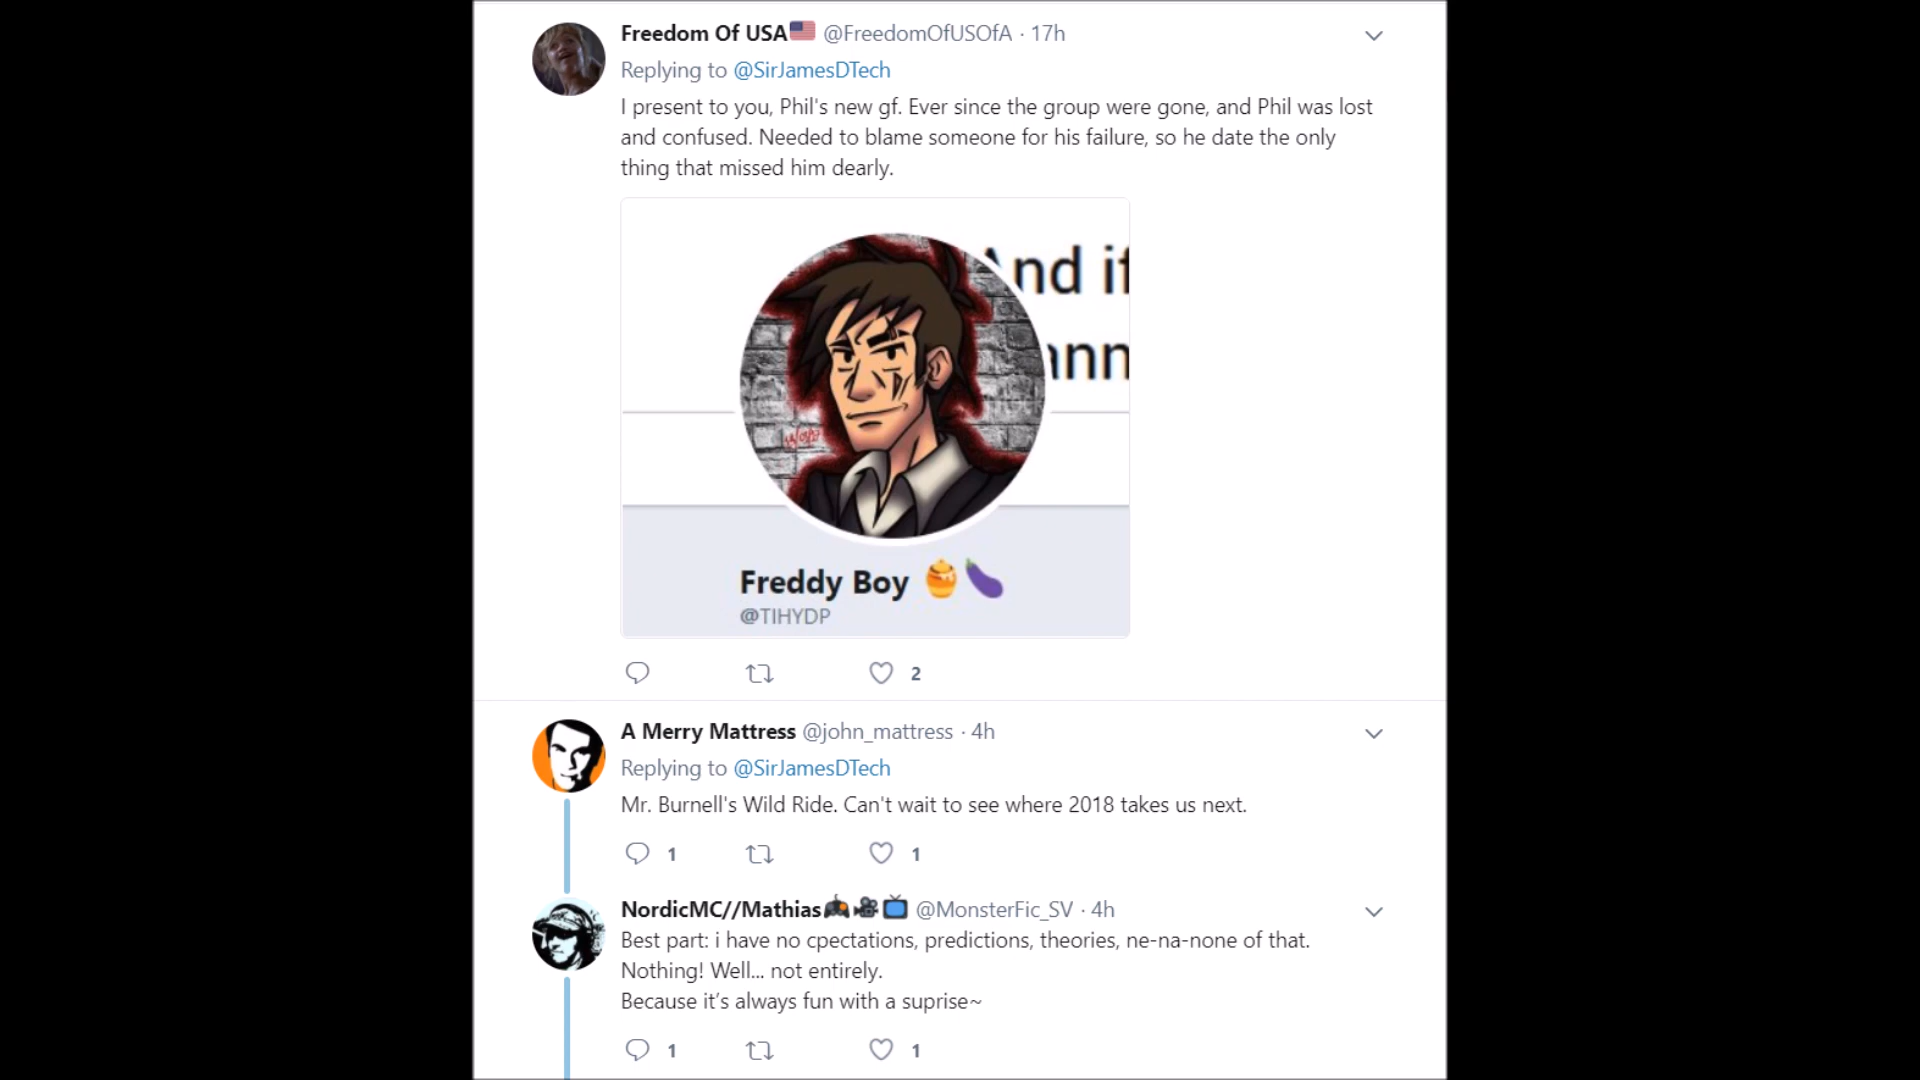 Freedom Of USA🇺🇸 @FreedomOfUSOfA · 17h
Replying to @SirJamesDTech
I present to you, Phil's new gf. Ever since the group were gone, and Phil was lost
and confused. Needed to blame someone for his failure, so he date the only
thing that missed him dearly.
And if
Freddy Boy 🍯🍆
@TIHYDP
2
A Merry Mattress @john_mattress · 4h
Replying to @SirJamesDTech
Mr. Burnell's Wild Ride. Can't wait to see where 2018 takes us next.
1 1
NordicMC//Mathias🎮🎥📺 @MonsterFic_SV · 4h
Best part: i have no cpectations, predictions, theories, ne-na-none of that.
Nothing! Well... not entirely.
Because it’s always fun with a suprise~
1 1